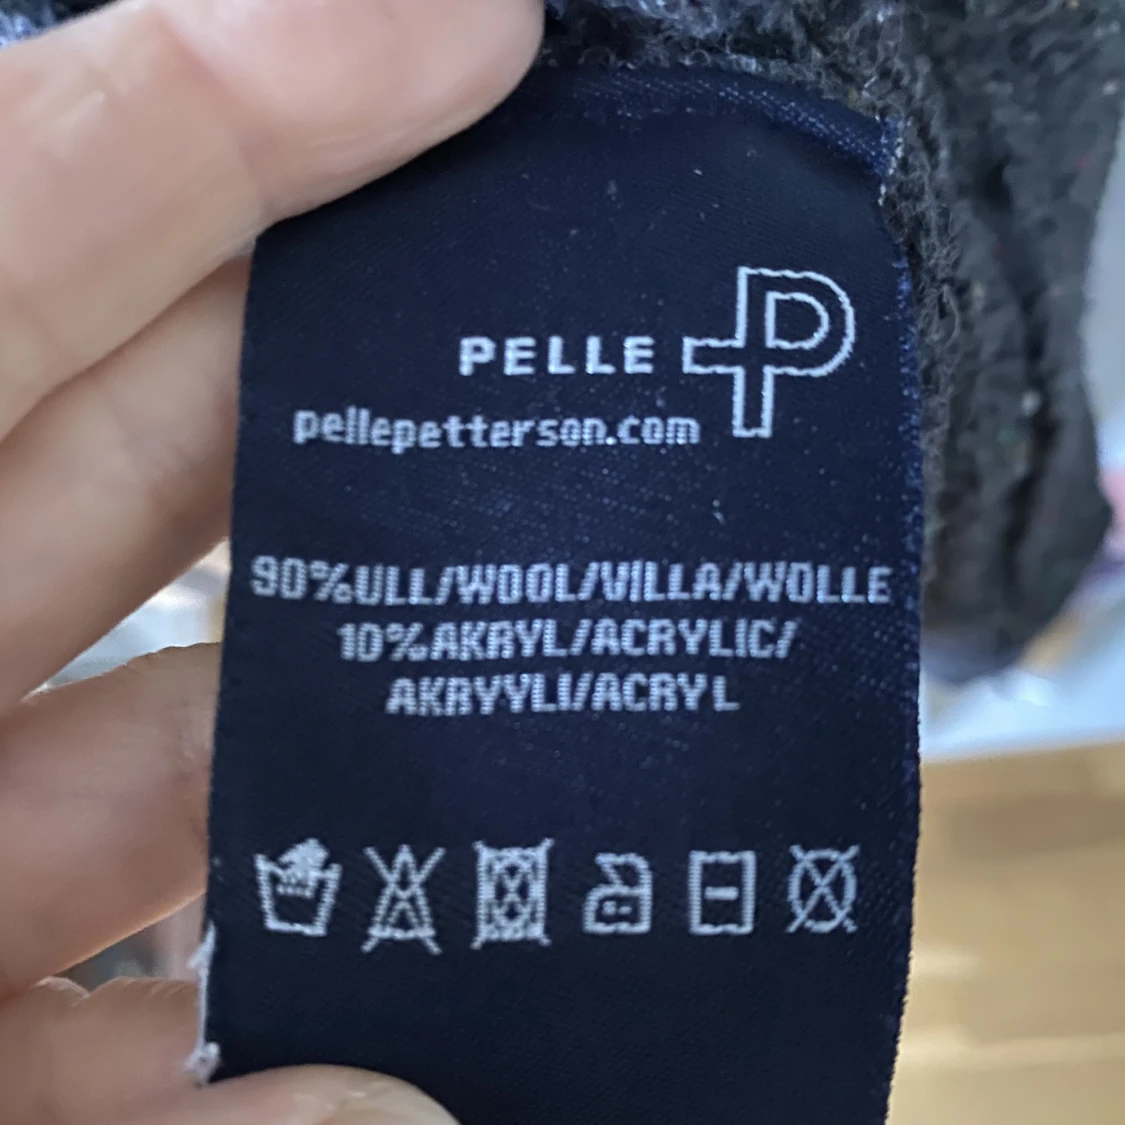 PELLE P
pellepetterson.com
90%ULL/WOOL/VILLA/WOLLE
10%AKRYL/ACRYLIC/
AKRYYLI/ACRYL